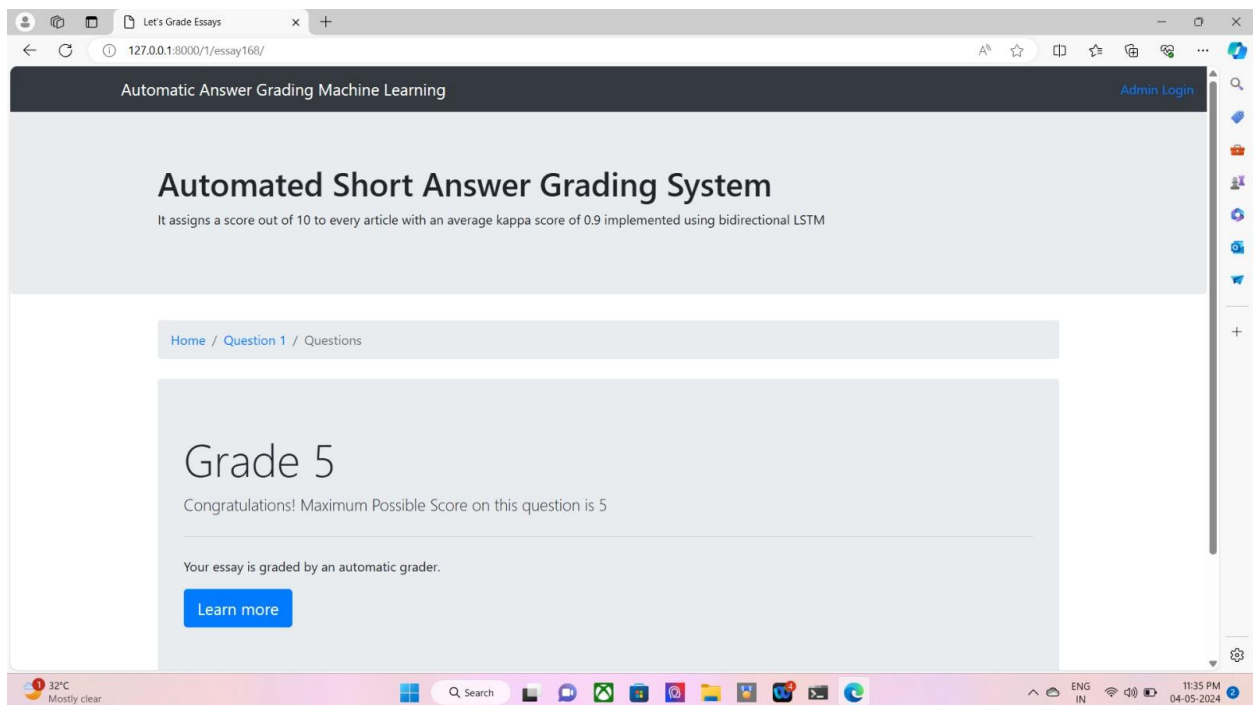 Let's Grade Essays
127.0.0.1:8000/1/essay168/
Automatic Answer Grading Machine Learning
Admin Login
Automated Short Answer Grading System
It assigns a score out of 10 to every article with an average kappa score of 0.9 implemented using bidirectional LSTM
Home / Question 1 / Questions
Grade 5
Congratulations! Maximum Possible Score on this question is 5
Your essay is graded by an automatic grader.
Learn more
1
32°C
Mostly clear
Search
4
ENG
IN
11:35 PM
04-05-2024
2